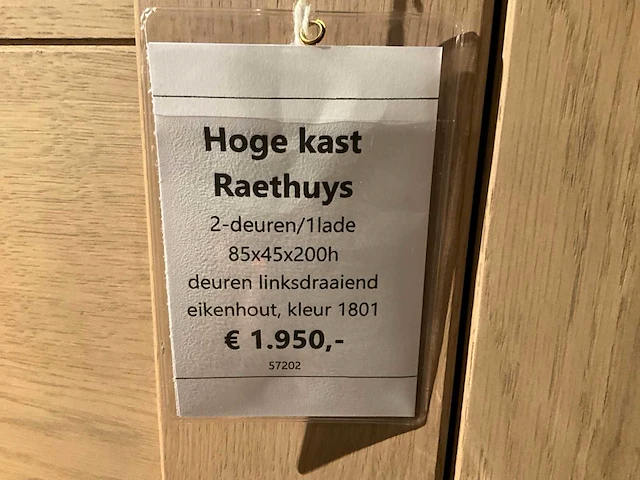 Hoge kast
Raethuys
2-deuren/1lade
85x45x200h
deuren linksdraaiend
eikenhout, kleur 1801
€ 1.950,-
57202